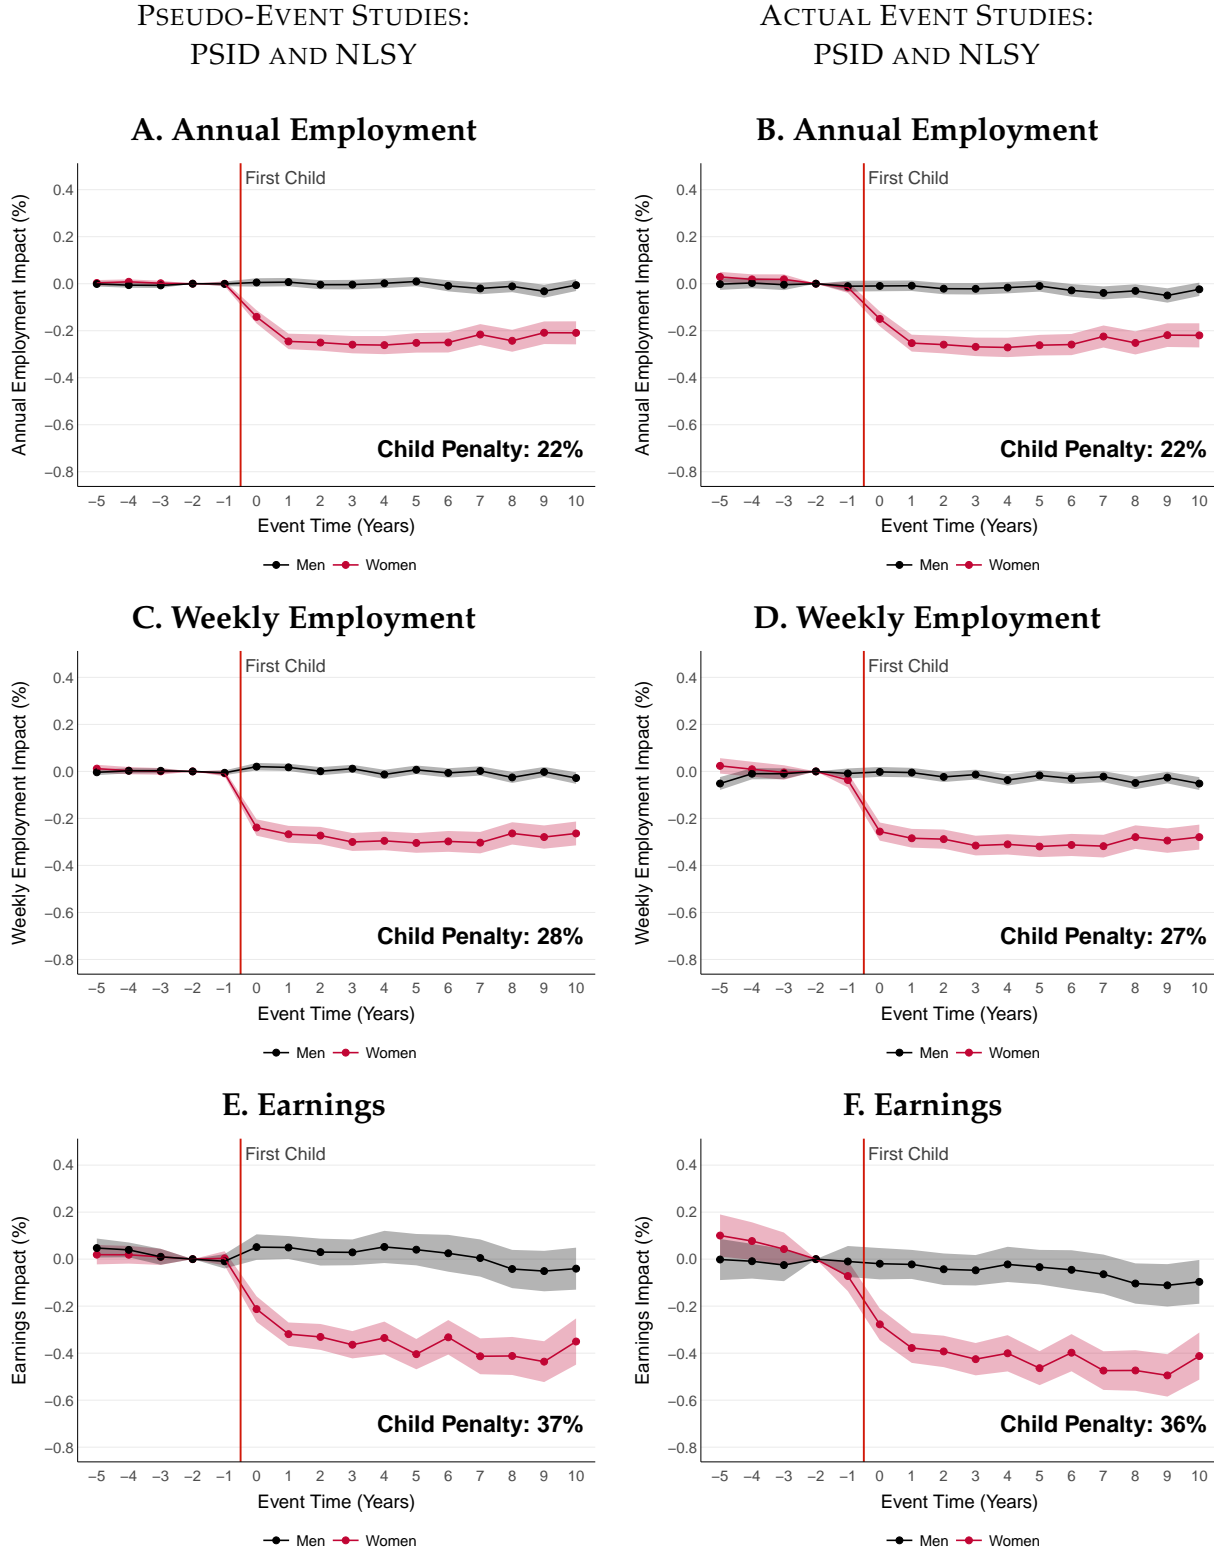 PSEUDO-EVENT STUDIES:
PSID AND NLSY
ACTUAL EVENT STUDIES:
PSID AND NLSY
A. Annual Employment
Annual Employment Impact (%)
0.4
0.2
0.0
−0.2
−0.4
−0.6
−0.8
First Child
Child Penalty: 22%
−5 −4 −3 −2 −1 0 1 2 3 4 5 6 7 8 9 10
Event Time (Years)
Men Women
B. Annual Employment
Annual Employment Impact (%)
0.4
0.2
0.0
−0.2
−0.4
−0.6
−0.8
First Child
Child Penalty: 22%
−5 −4 −3 −2 −1 0 1 2 3 4 5 6 7 8 9 10
Event Time (Years)
Men Women
C. Weekly Employment
Weekly Employment Impact (%)
0.4
0.2
0.0
−0.2
−0.4
−0.6
−0.8
First Child
Child Penalty: 28%
−5 −4 −3 −2 −1 0 1 2 3 4 5 6 7 8 9 10
Event Time (Years)
Men Women
D. Weekly Employment
Weekly Employment Impact (%)
0.4
0.2
0.0
−0.2
−0.4
−0.6
−0.8
First Child
Child Penalty: 27%
−5 −4 −3 −2 −1 0 1 2 3 4 5 6 7 8 9 10
Event Time (Years)
Men Women
E. Earnings
Earnings Impact (%)
0.4
0.2
0.0
−0.2
−0.4
−0.6
−0.8
First Child
Child Penalty: 37%
−5 −4 −3 −2 −1 0 1 2 3 4 5 6 7 8 9 10
Event Time (Years)
Men Women
F. Earnings
Earnings Impact (%)
0.4
0.2
0.0
−0.2
−0.4
−0.6
−0.8
First Child
Child Penalty: 36%
−5 −4 −3 −2 −1 0 1 2 3 4 5 6 7 8 9 10
Event Time (Years)
Men Women